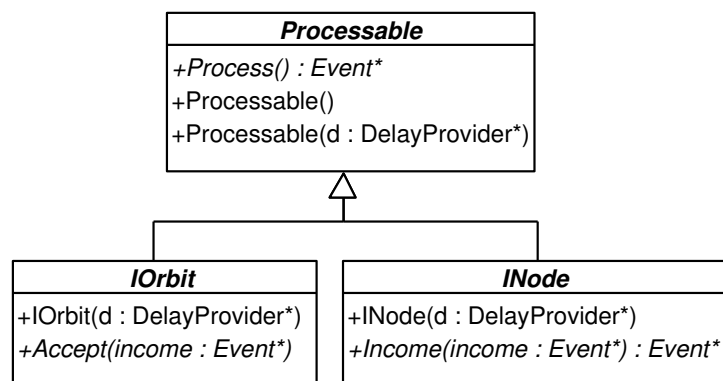 Processable
+Process() : Event*
+Processable()
+Processable(d : DelayProvider*)
IOrbit
+IOrbit(d : DelayProvider*)
+Accept(income : Event*)
INode
+INode(d : DelayProvider*)
+Income(income : Event*) : Event*